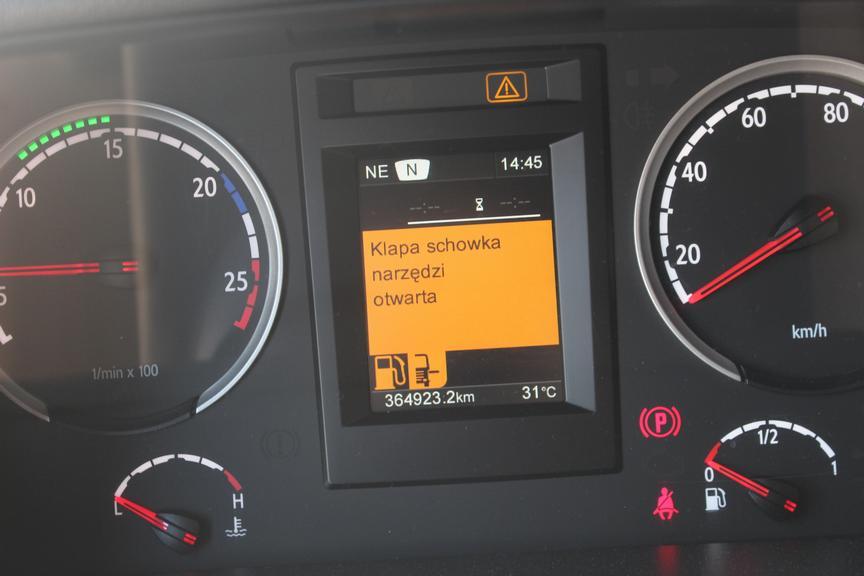 NE N 14:45
--:-- --:--
Klapa schowka
narzędzi
otwarta
364923.2km 31°C
5 10 15 20 25
1/min x 100
20 40 60 80
km/h
L H
P
0 1/2 1